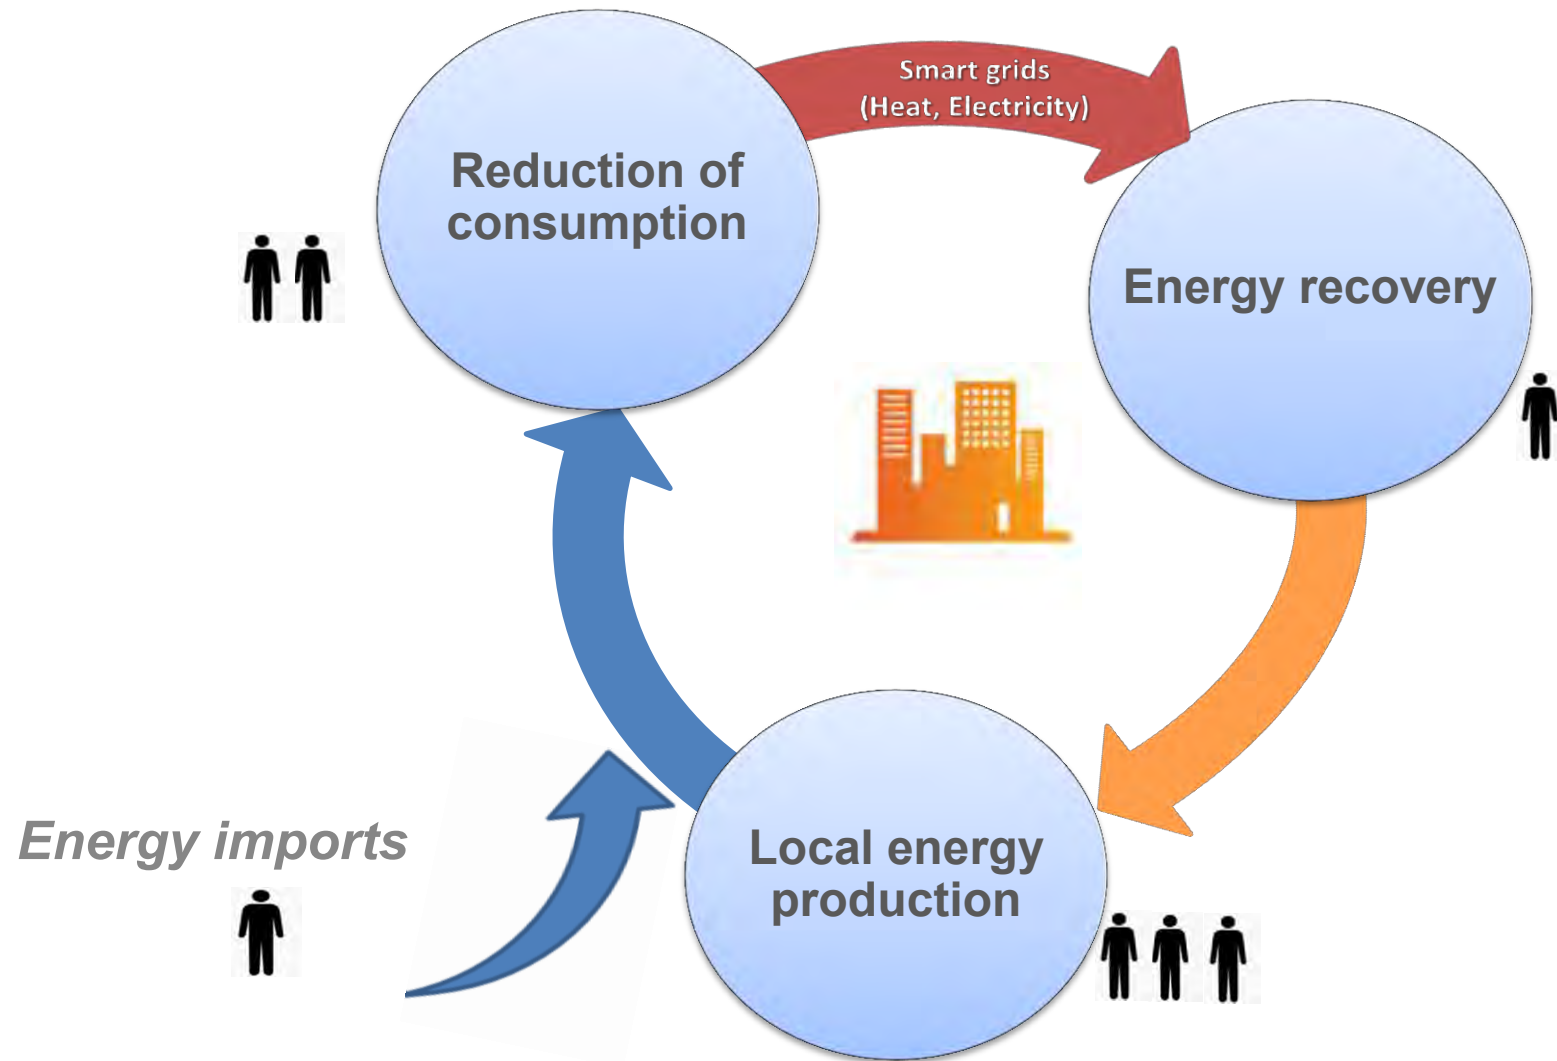 Smart grids
(Heat, Electricity)
Reduction of
consumption
Energy recovery
Energy imports
Local energy
production